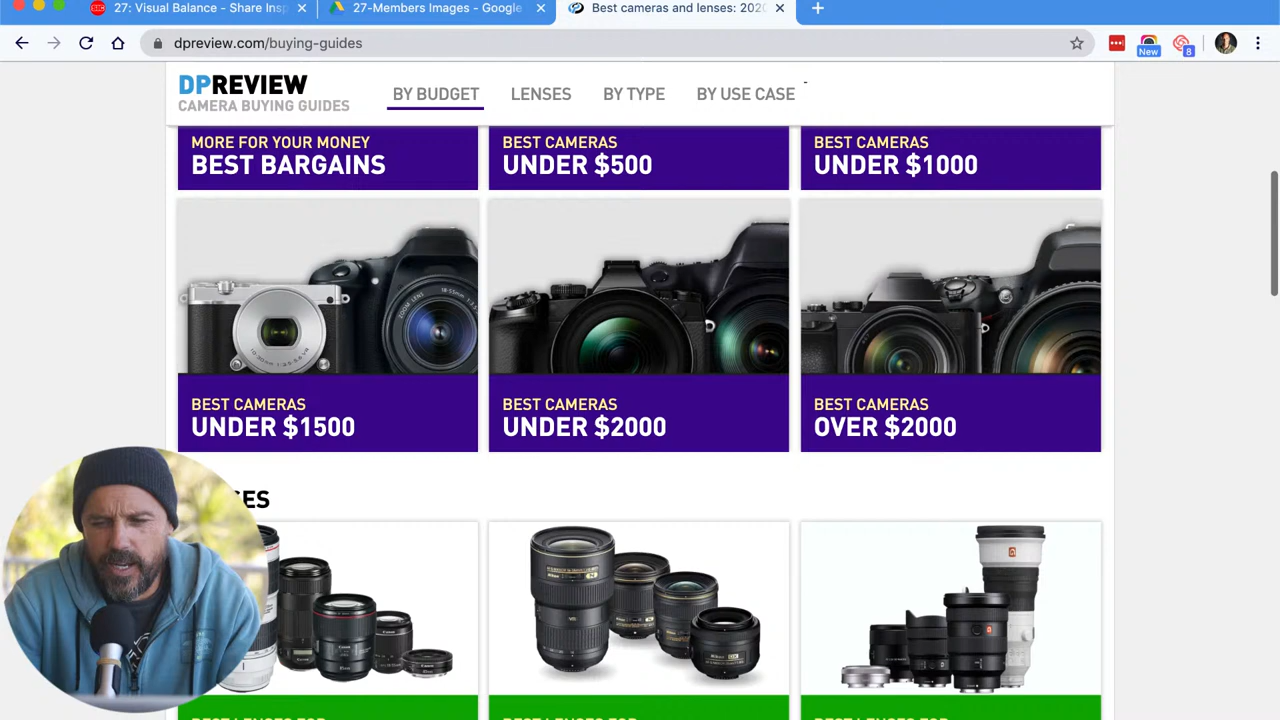 27: Visual Balance - Share Insp
27-Members Images - Google
Best cameras and lenses: 2020
dpreview.com/buying-guides
New
8
DPREVIEW
CAMERA BUYING GUIDES
BY BUDGET
LENSES
BY TYPE
BY USE CASE
MORE FOR YOUR MONEY
BEST BARGAINS
BEST CAMERAS
UNDER $500
BEST CAMERAS
UNDER $1000
BEST CAMERAS
UNDER $1500
BEST CAMERAS
UNDER $2000
BEST CAMERAS
OVER $2000